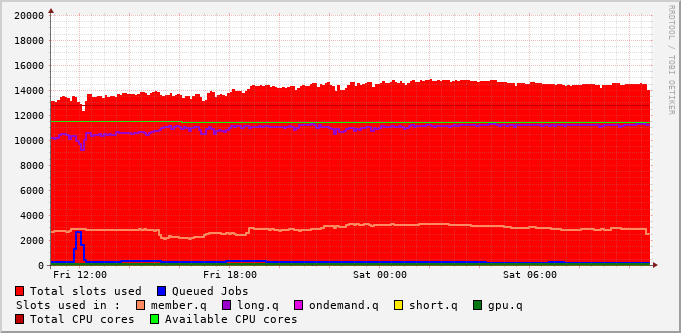 20000
18000
16000
14000
12000
10000
8000
6000
4000
2000
0
Fri 12:00 Fri 18:00 Sat 00:00 Sat 06:00
RRDTOOL / TOBI OETIKER
Total slots used Queued Jobs
Slots used in : member.q long.q ondemand.q short.q gpu.q
Total CPU cores Available CPU cores